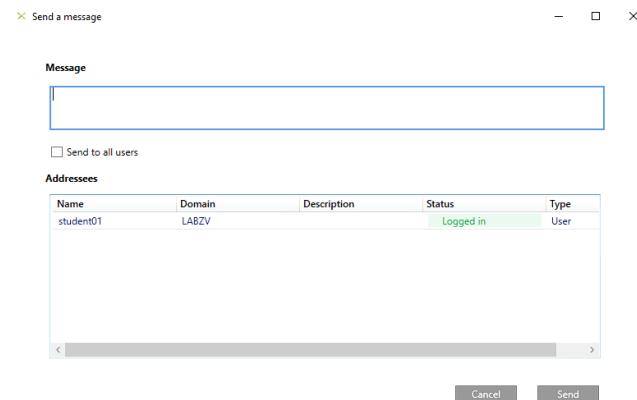 Send a message
Message
Send to all users
Addressees
Name Domain Description Status Type
student01 LABZV Logged in User
Cancel Send